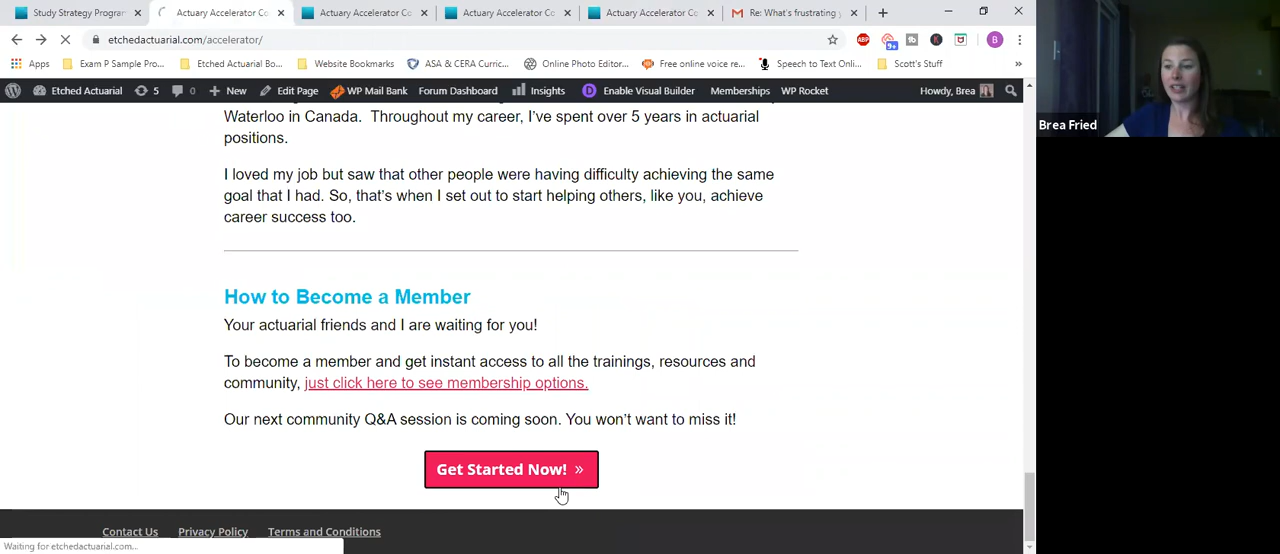 Study Strategy Program
Actuary Accelerator Co
Actuary Accelerator Co
Actuary Accelerator Co
Actuary Accelerator Co
Re: What's frustrating y
etchedactuarial.com/accelerator/
ABP
9+
B
Apps
Exam P Sample Pro...
Etched Actuarial Bo...
Website Bookmarks
ASA & CERA Curric...
Online Photo Editor...
Free online voice re...
Speech to Text Onli...
Scott's Stuff
Etched Actuarial
5
0
New
Edit Page
WP Mail Bank
Forum Dashboard
Insights
Enable Visual Builder
Memberships
WP Rocket
Howdy, Brea
Brea Fried
Waterloo in Canada. Throughout my career, I've spent over 5 years in actuarial
positions.
I loved my job but saw that other people were having difficulty achieving the same
goal that I had. So, that's when I set out to start helping others, like you, achieve
career success too.
How to Become a Member
Your actuarial friends and I are waiting for you!
To become a member and get instant access to all the trainings, resources and
community, just click here to see membership options.
Our next community Q&A session is coming soon. You won't want to miss it!
Get Started Now! »
Contact Us
Privacy Policy
Terms and Conditions
Waiting for etchedactuarial.com...